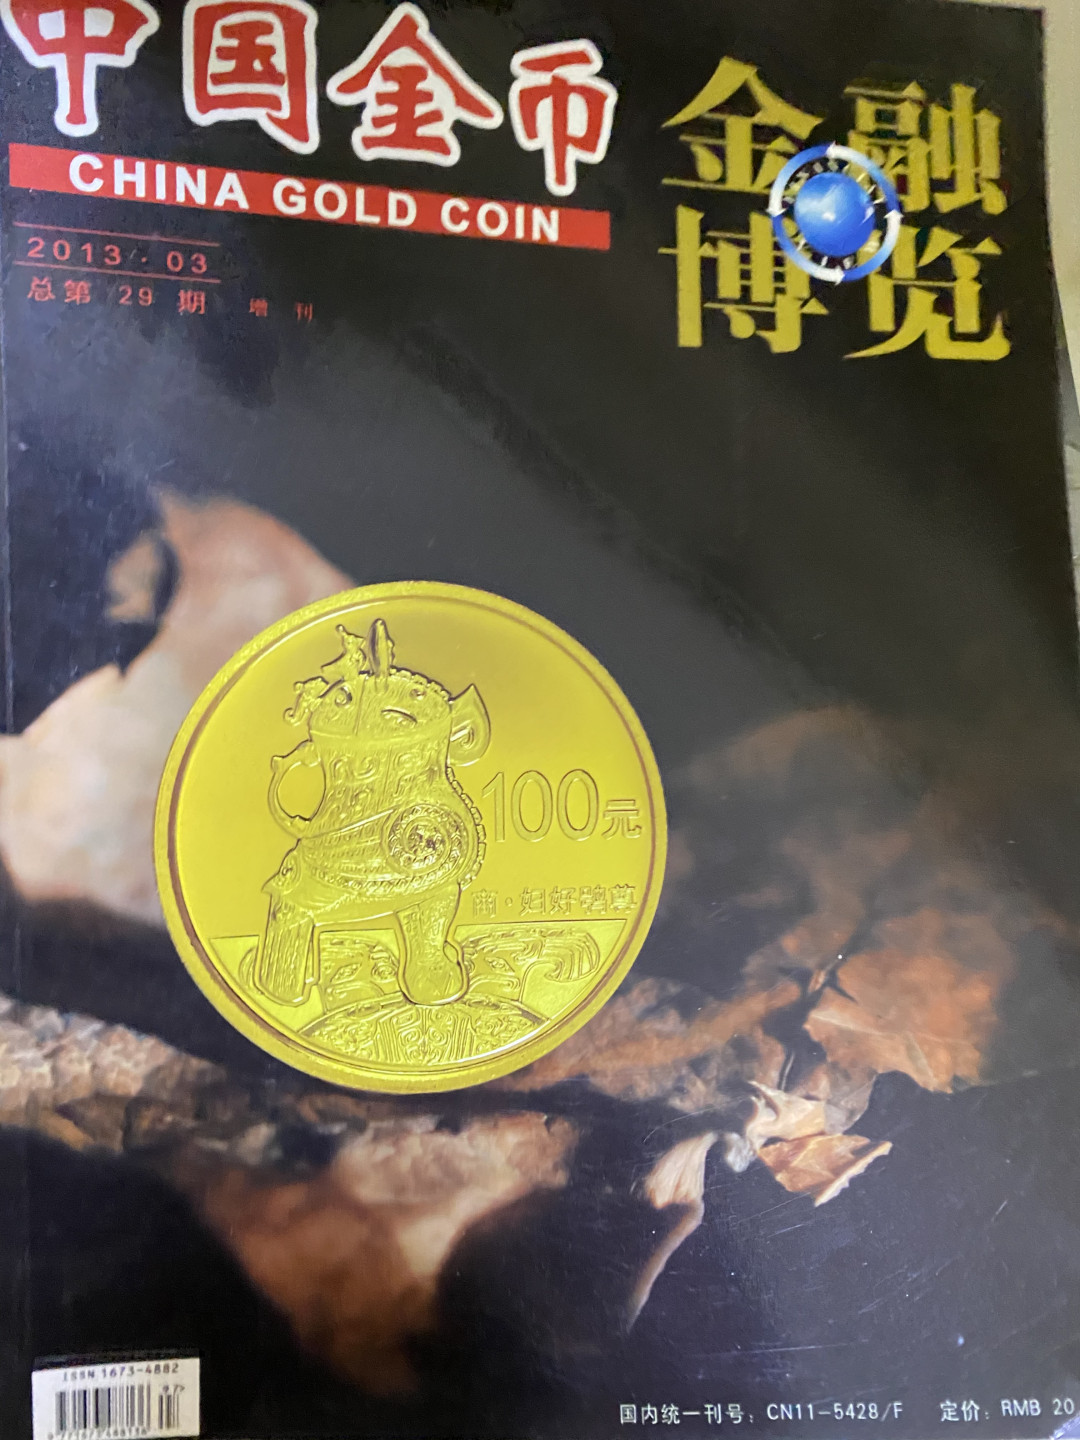 中国金币
CHINA GOLD COIN
金融
博览
2013·03
总第 29 期 增 刊
100元
商·妇好鸮尊
ISSN 1673-4882
国内统一刊号：CN11-5428/F 定价：RMB 20